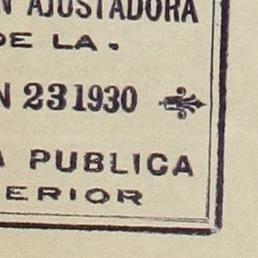 N AJUSTADORA
DE LA.
N 23 1930
A PUBLICA
ERIOR